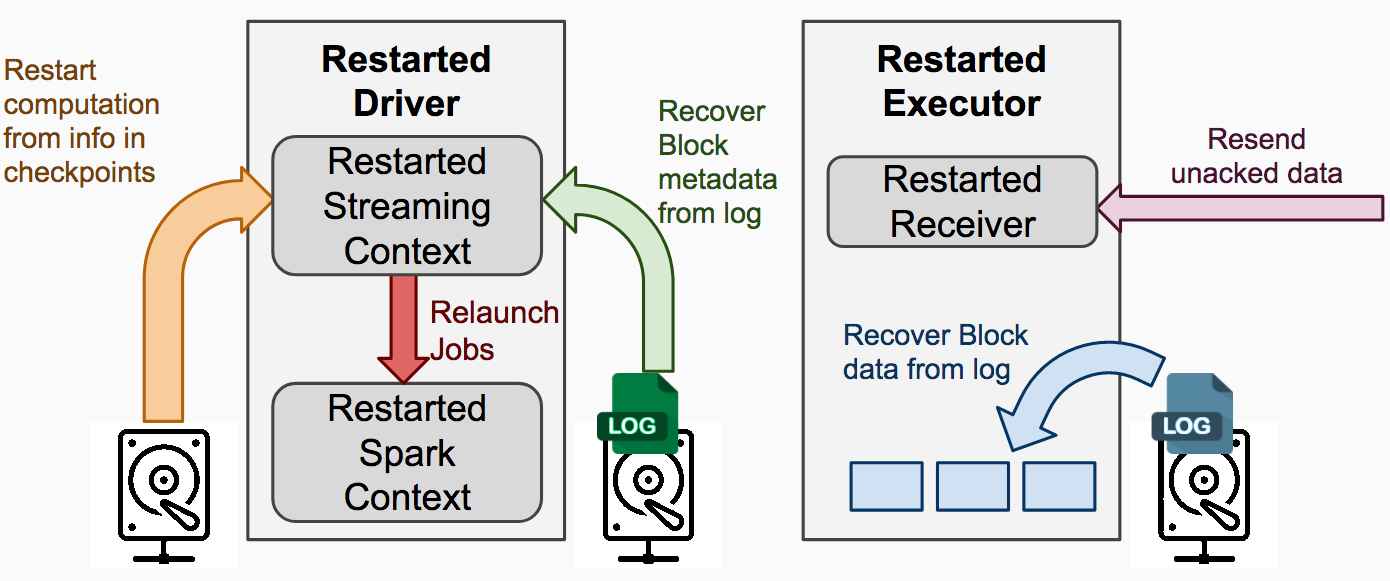 Restart
computation
from info in
checkpoints
Restarted
Driver
Restarted
Streaming
Context
Recover
Block
metadata
from log
Relaunch
Jobs
Restarted
Spark
Context
LOG
Restarted
Executor
Restarted
Receiver
Resend
unacked data
Recover Block
data from log
LOG